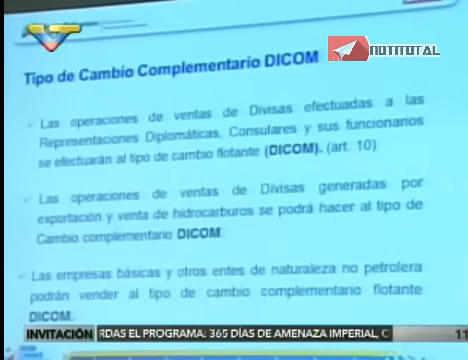 NOTITOTAL
Tipo de Cambio Complementario DICOM
Las operaciones de ventas de Divisas efectuadas a las
Representaciones Diplomáticas, Consulares y sus funcionarios
se efectuarán al tipo de cambio flotante (DICOM). (art. 10)
Las operaciones de ventas de Divisas generadas por
exportación y venta de hidrocarburos se podrá hacer al tipo de
Cambio complementario DICOM
Las empresas básicas y otros entes de naturaleza no petrolera
podrán vender al tipo de cambio complementario flotante
DICOM.
INVITACIÓN RDAS EL PROGRAMA: 365 DÍAS DE AMENAZA IMPERIAL, C 11